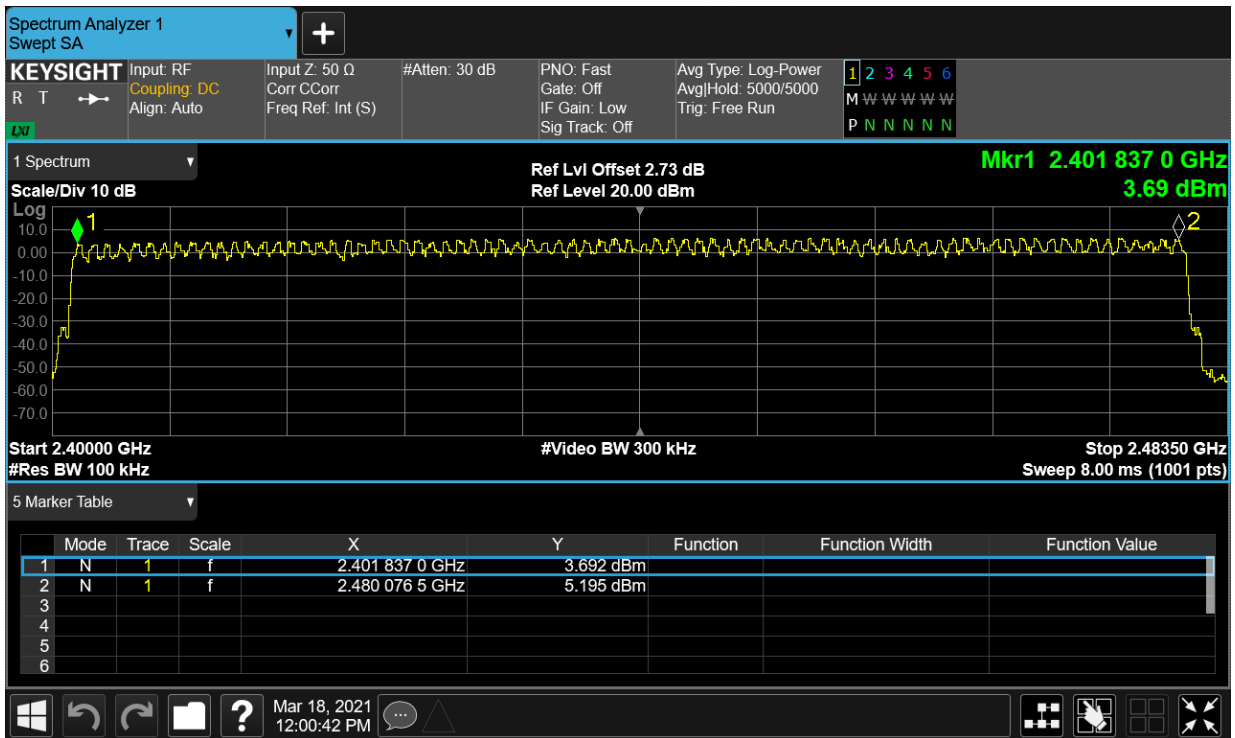 Spectrum Analyzer 1
Swept SA
KEYSIGHT
R T
LXI
Input: RF
Coupling: DC
Align: Auto
Input Z: 50 Ω
Corr CCorr
Freq Ref: Int (S)
#Atten: 30 dB
PNO: Fast
Gate: Off
IF Gain: Low
Sig Track: Off
Avg Type: Log-Power
Avg|Hold: 5000/5000
Trig: Free Run
1 2 3 4 5 6
M W W W W W
P N N N N N
1 Spectrum
Scale/Div 10 dB
Ref Lvl Offset 2.73 dB
Ref Level 20.00 dBm
Mkr1 2.401 837 0 GHz
3.69 dBm
Log
10.0
0.00
-10.0
-20.0
-30.0
-40.0
-50.0
-60.0
-70.0
1
2
Start 2.40000 GHz
#Res BW 100 kHz
#Video BW 300 kHz
Stop 2.48350 GHz
Sweep 8.00 ms (1001 pts)
5 Marker Table
Mode Trace Scale X Y Function Function Width Function Value
1 N 1 f 2.401 837 0 GHz 3.692 dBm
2 N 1 f 2.480 076 5 GHz 5.195 dBm
3
4
5
6
?
Mar 18, 2021
12:00:42 PM